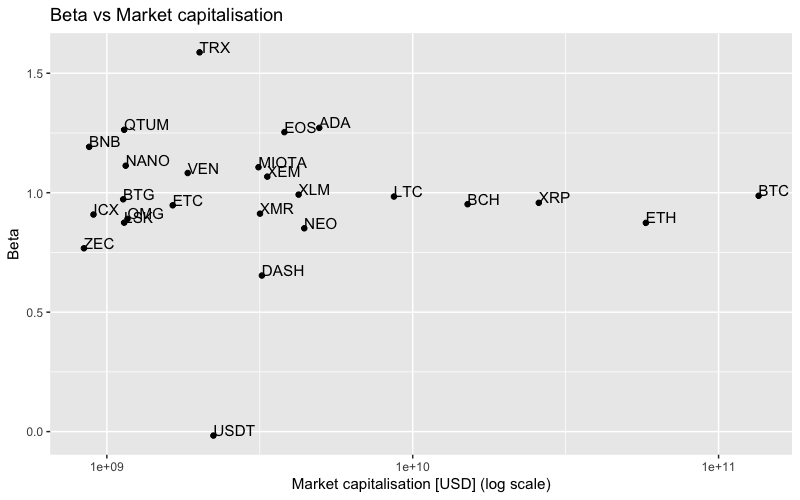 Beta vs Market capitalisation
TRX
1.5
QTUM
EOS
ADA
BNB
NANO
MIOTA
VEN
XEM
1.0
BTG
ETC
XLM
LTC
BCH
XRP
BTC
ICX
OMG
LSK
XMR
NEO
ETH
ZEC
DASH
Beta
0.5
USDT
0.0
1e+09
1e+10
1e+11
Market capitalisation [USD] (log scale)